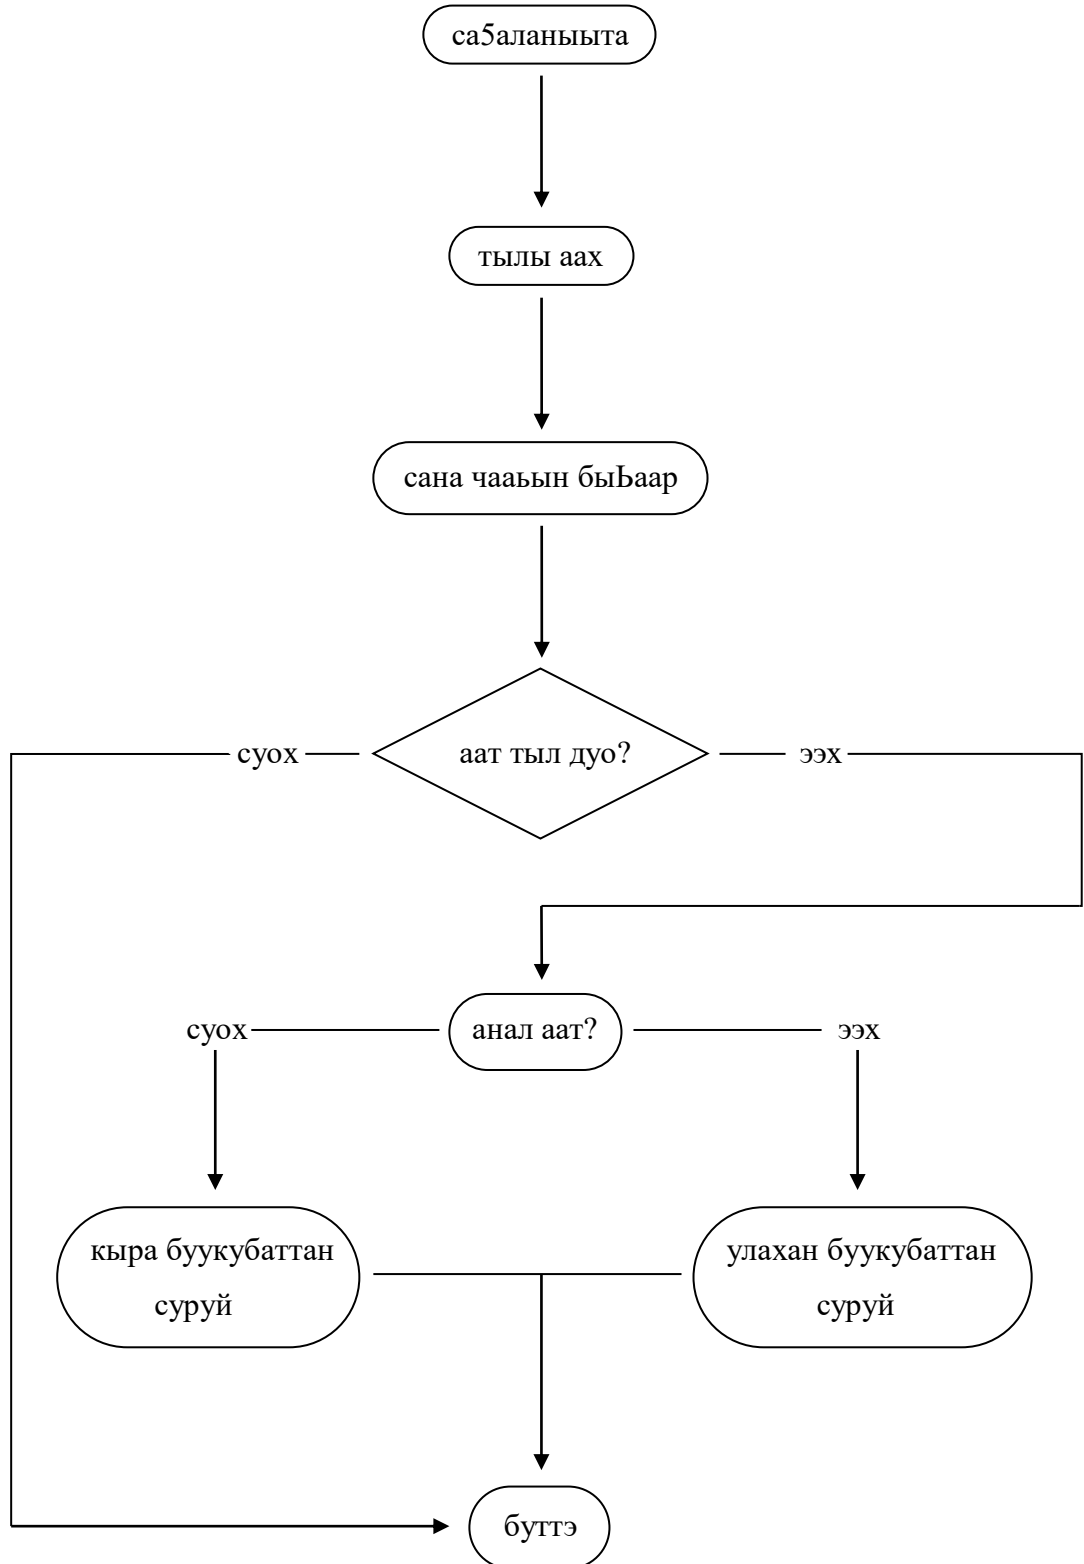 са5аланыыта
тылы аах
сана чааьын быЬаар
суох
аат тыл дуо?
ээх
суох
анал аат?
ээх
кыра буукубаттан
суруй
улахан буукубаттан
суруй
буттэ